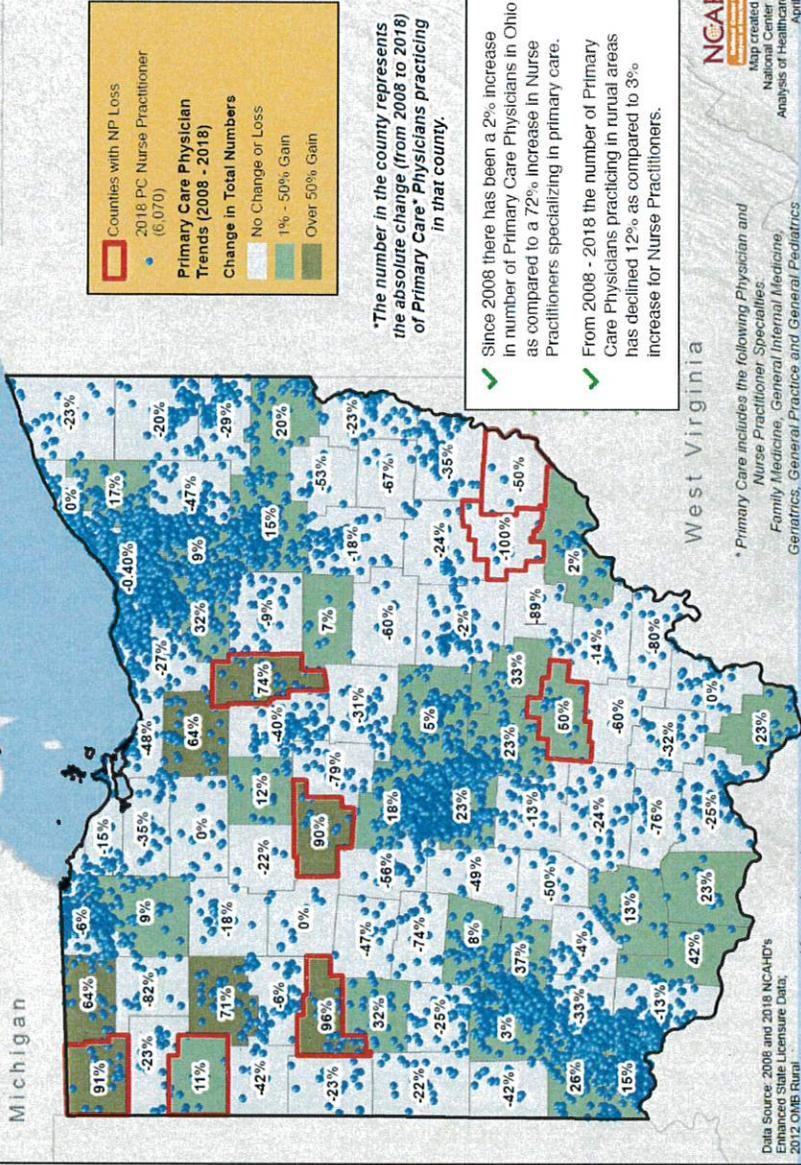 Michigan
Counties with NP Loss
2018 PC Nurse Practitioner
(6,070)
Primary Care Physician
Trends (2008 - 2018)
Change in Total Numbers
No Change or Loss
1% - 50% Gain
Over 50% Gain
*The number in the county represents
the absolute change (from 2008 to 2018)
of Primary Care* Physicians practicing
in that county.
Since 2008 there has been a 2% increase
in number of Primary Care Physicians in Ohio
as compared to a 72% increase in Nurse
Practitioners specializing in primary care.
From 2008 - 2018 the number of Primary
Care Physicians practicing in rurual areas
has declined 12% as compared to 3%
increase for Nurse Practitioners.
91%
64%
-6%
-15%
0%
-23%
-23%
-82%
9%
-35%
-48%
-27%
-0.40%
17%
-20%
11%
71%
-18%
0%
64%
32%
9%
-47%
-29%
-42%
-6%
-22%
12%
74%
-9%
15%
20%
-23%
96%
0%
90%
-40%
7%
-18%
-53%
-23%
-22%
32%
-47%
-56%
-79%
-31%
-60%
-67%
-25%
-74%
18%
5%
-2%
-24%
-35%
-42%
3%
8%
-49%
23%
23%
33%
-89%
-100%
-50%
37%
-50%
-13%
50%
2%
26%
-33%
-4%
-24%
-60%
-14%
15%
-13%
13%
-76%
-32%
-80%
42%
23%
-25%
0%
23%
West Virginia
* Primary Care includes the following Physician and
Nurse Practitioner Specialties:
Family Medicine, General Internal Medicine,
Geriatrics, General Practice and General Pediatrics
Data Source: 2008 and 2018 NCAHD's
Enhanced State Licensure Data;
2012 OMB Rural
NCAH
Map created
National Center
Analysis of Healthcare
April